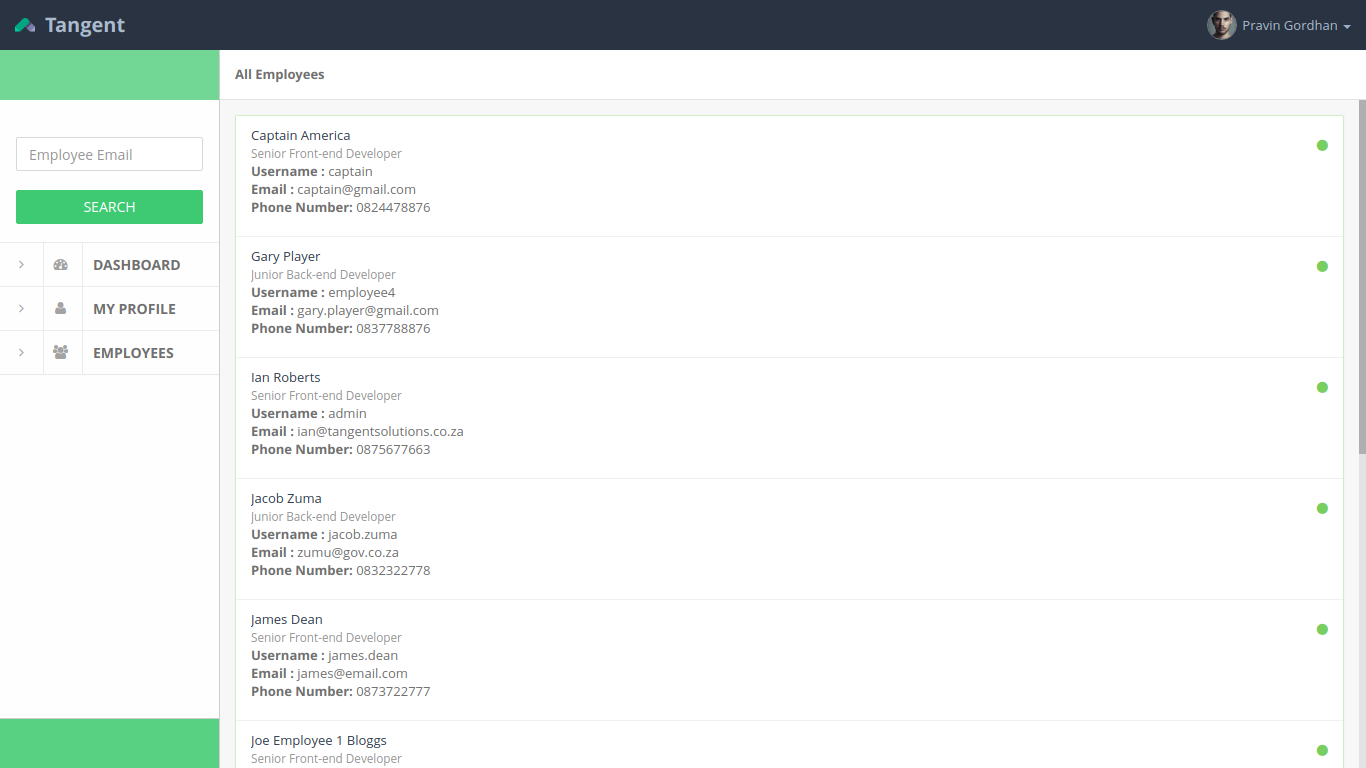 Tangent
Pravin Gordhan
All Employees
Employee Email
SEARCH
DASHBOARD
MY PROFILE
EMPLOYEES
Captain America
Senior Front-end Developer
Username : captain
Email : captain@gmail.com
Phone Number: 0824478876
Gary Player
Junior Back-end Developer
Username : employee4
Email : gary.player@gmail.com
Phone Number: 0837788876
Ian Roberts
Senior Front-end Developer
Username : admin
Email : ian@tangentsolutions.co.za
Phone Number: 0875677663
Jacob Zuma
Junior Back-end Developer
Username : jacob.zuma
Email : zumu@gov.co.za
Phone Number: 0832322778
James Dean
Senior Front-end Developer
Username : james.dean
Email : james@email.com
Phone Number: 0873722777
Joe Employee 1 Bloggs
Senior Front-end Developer